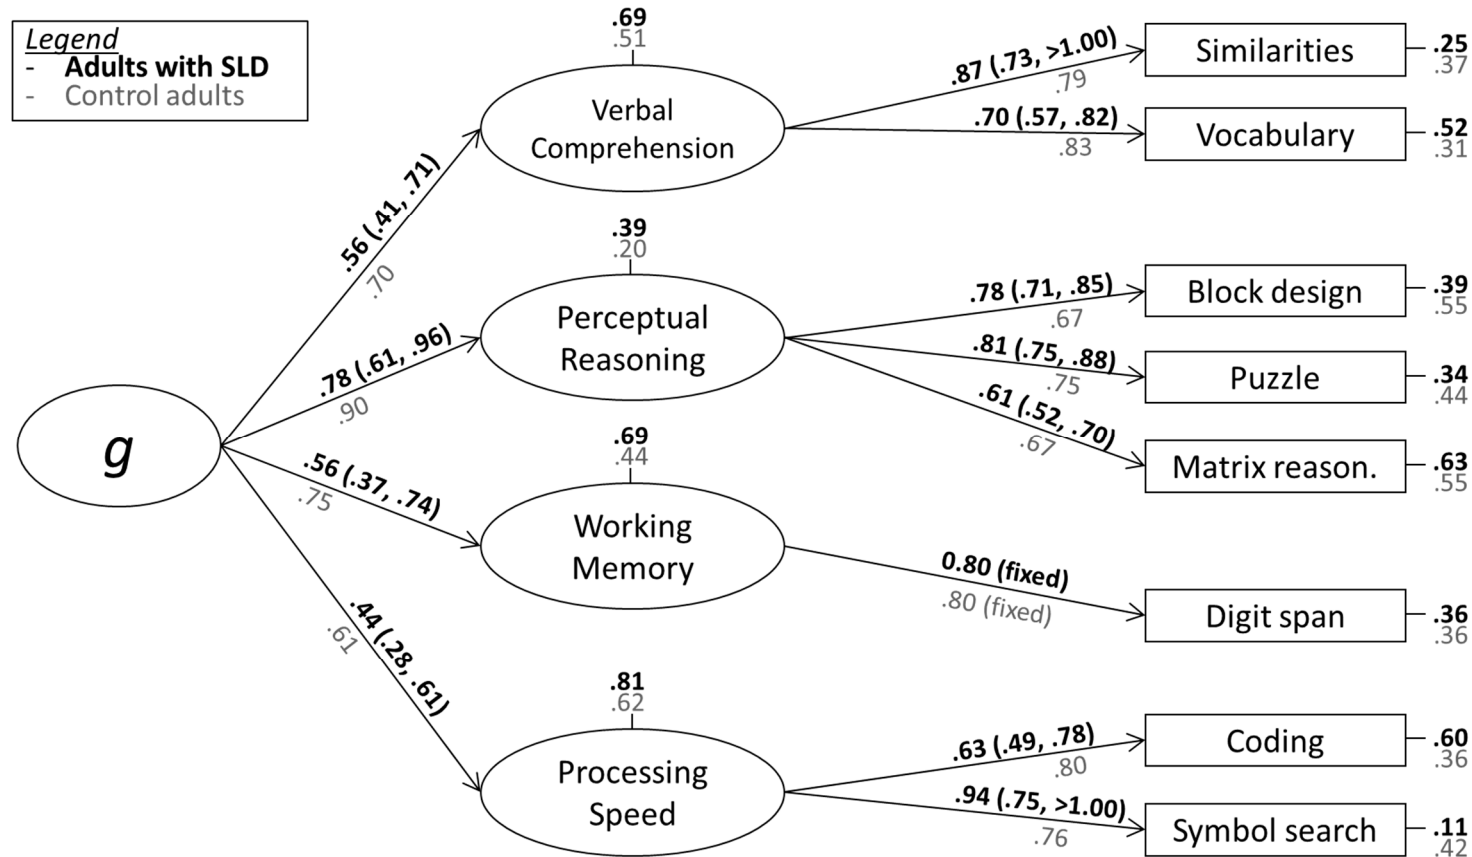 Legend
- Adults with SLD
- Control adults
.69
.51
Verbal
Comprehension
.87 (.73, >1.00)
.79
Similarities
.25
.37
.70 (.57, .82)
.83
Vocabulary
.52
.31
.56 (.41, .71)
.70
.39
.20
Perceptual
Reasoning
.78 (.71, .85)
.67
Block design
.39
.55
.81 (.75, .88)
.75
Puzzle
.34
.44
.61 (.52, .70)
.67
Matrix reason.
.63
.55
.78 (.61, .96)
.90
g
.56 (.37, .74)
.75
.69
.44
Working
Memory
0.80 (fixed)
.80 (fixed)
Digit span
.36
.36
.44 (.28, .61)
.61
.81
.62
Processing
Speed
.63 (.49, .78)
.80
Coding
.60
.36
.94 (.75, >1.00)
.76
Symbol search
.11
.42